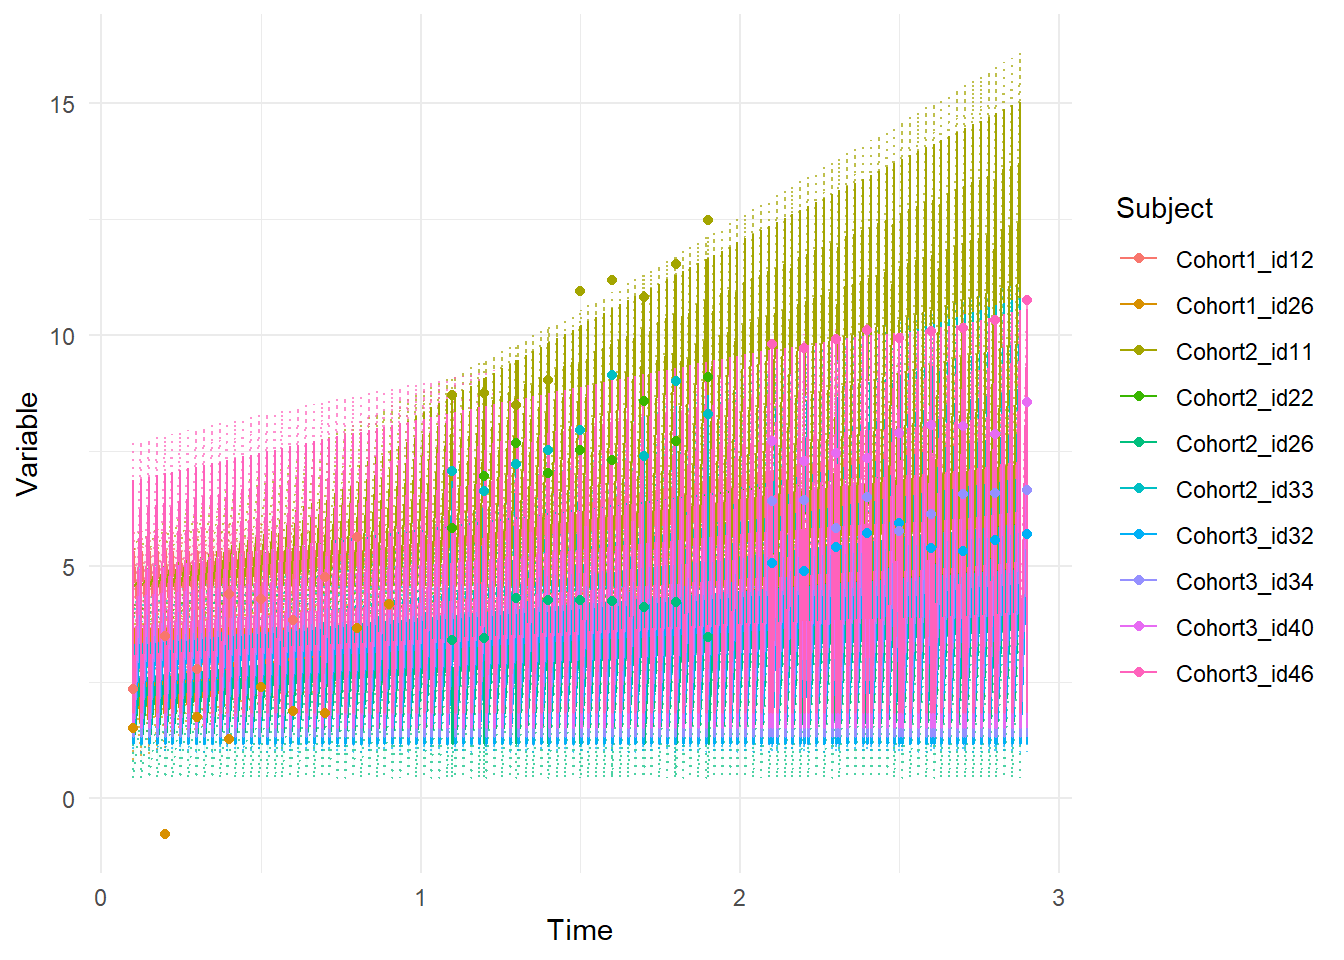 Variable
15
10
5
0
0
1
2
3
Time
Subject
Cohort1_id12
Cohort1_id26
Cohort2_id11
Cohort2_id22
Cohort2_id26
Cohort2_id33
Cohort3_id32
Cohort3_id34
Cohort3_id40
Cohort3_id46